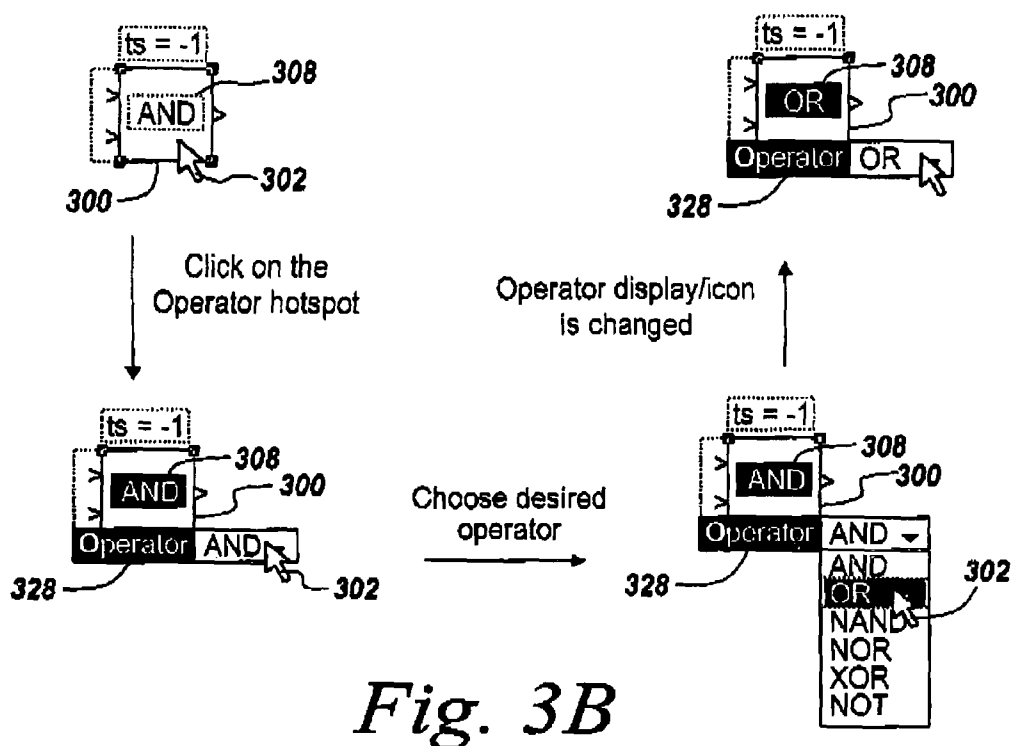 ts = -1
308
AND
302
300
Click on the
Operator hotspot
ts = -1
308
AND
300
Operator AND
328
302
Choose desired
operator
ts = -1
308
AND
300
Operator AND
AND
302
OR
NAND
NOR
XOR
NOT
328
Operator display/icon
is changed
ts = -1
308
OR
300
Operator OR
328
Fig. 3B